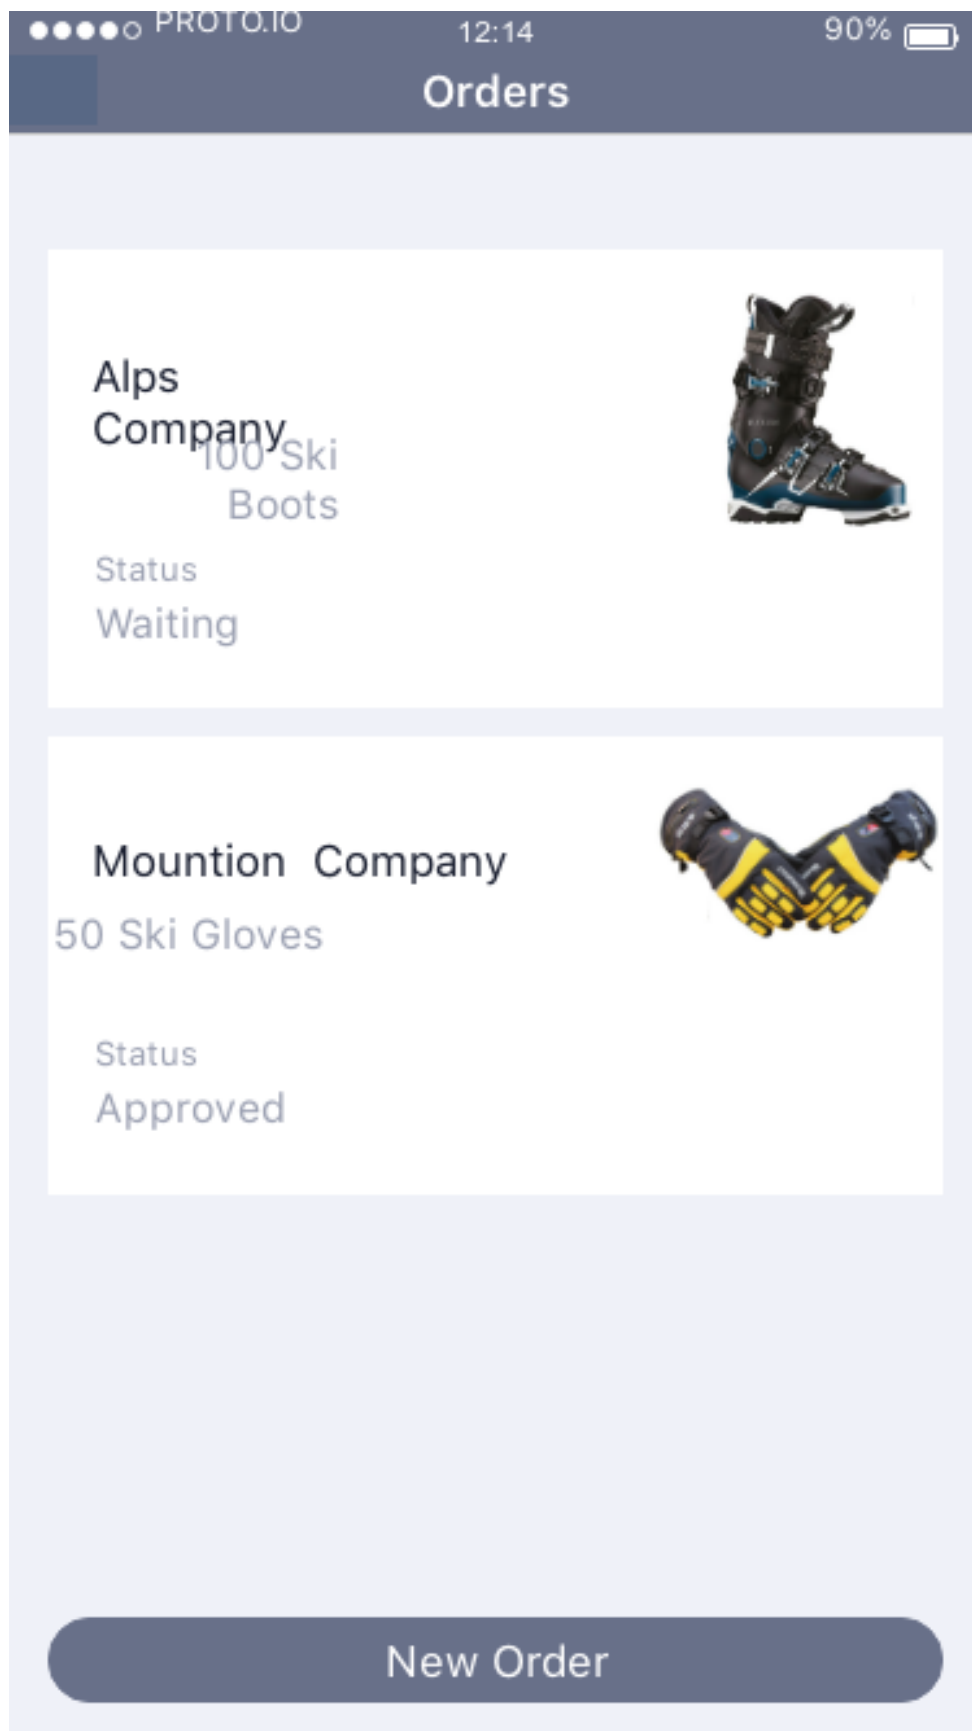 PROTO.IO 12:14 90%
Orders
Alps
Company
100 Ski
Boots
Status
Waiting
Mountion Company
50 Ski Gloves
Status
Approved
New Order